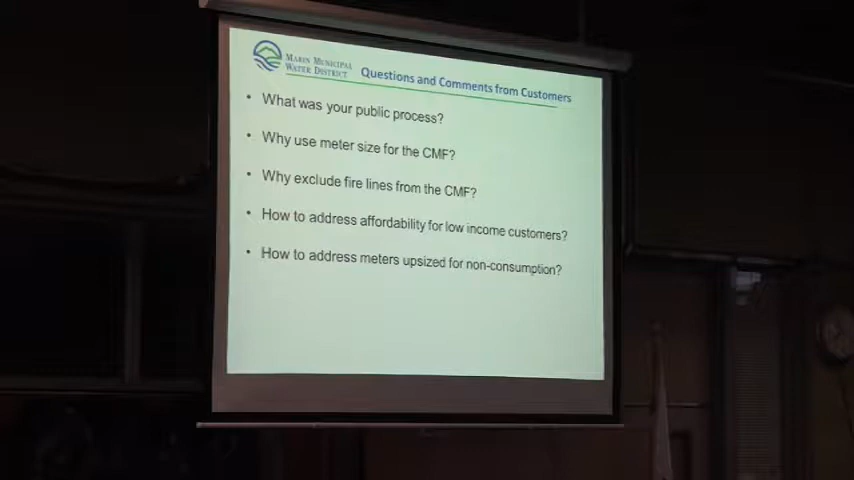 MARIN MUNICIPAL
WATER DISTRICT
Questions and Comments from Customers
• What was your public process?
• Why use meter size for the CMF?
• Why exclude fire lines from the CMF?
• How to address affordability for low income customers?
• How to address meters upsized for non-consumption?